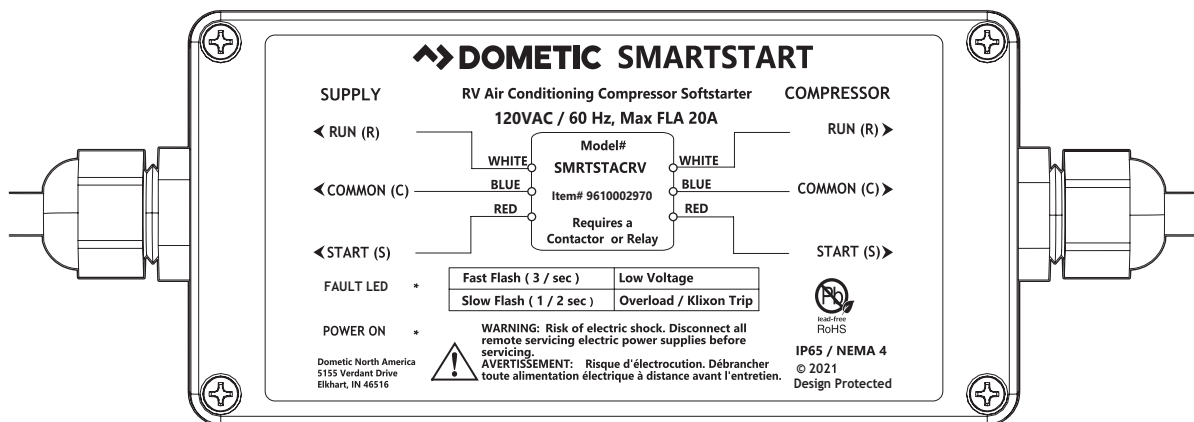 DOMETIC SMARTSTART
SUPPLY
RV Air Conditioning Compressor Softstarter
COMPRESSOR
120VAC / 60 Hz, Max FLA 20A
RUN (R)
RUN (R)
Model#
WHITE
SMRTSTACRV
WHITE
COMMON (C)
BLUE
Item# 9610002970
BLUE
COMMON (C)
RED
RED
Requires a
Contactor or Relay
START (S)
START (S)
FAULT LED *
Fast Flash ( 3 / sec ) Low Voltage
Slow Flash ( 1 / 2 sec ) Overload / Klixon Trip
Pb
lead-free
RoHS
POWER ON *
WARNING: Risk of electric shock. Disconnect all
remote servicing electric power supplies before
servicing.
AVERTISSEMENT: Risque d'électrocution. Débrancher
toute alimentation électrique à distance avant l'entretien.
Dometic North America
5155 Verdant Drive
Elkhart, IN 46516
IP65 / NEMA 4
© 2021
Design Protected